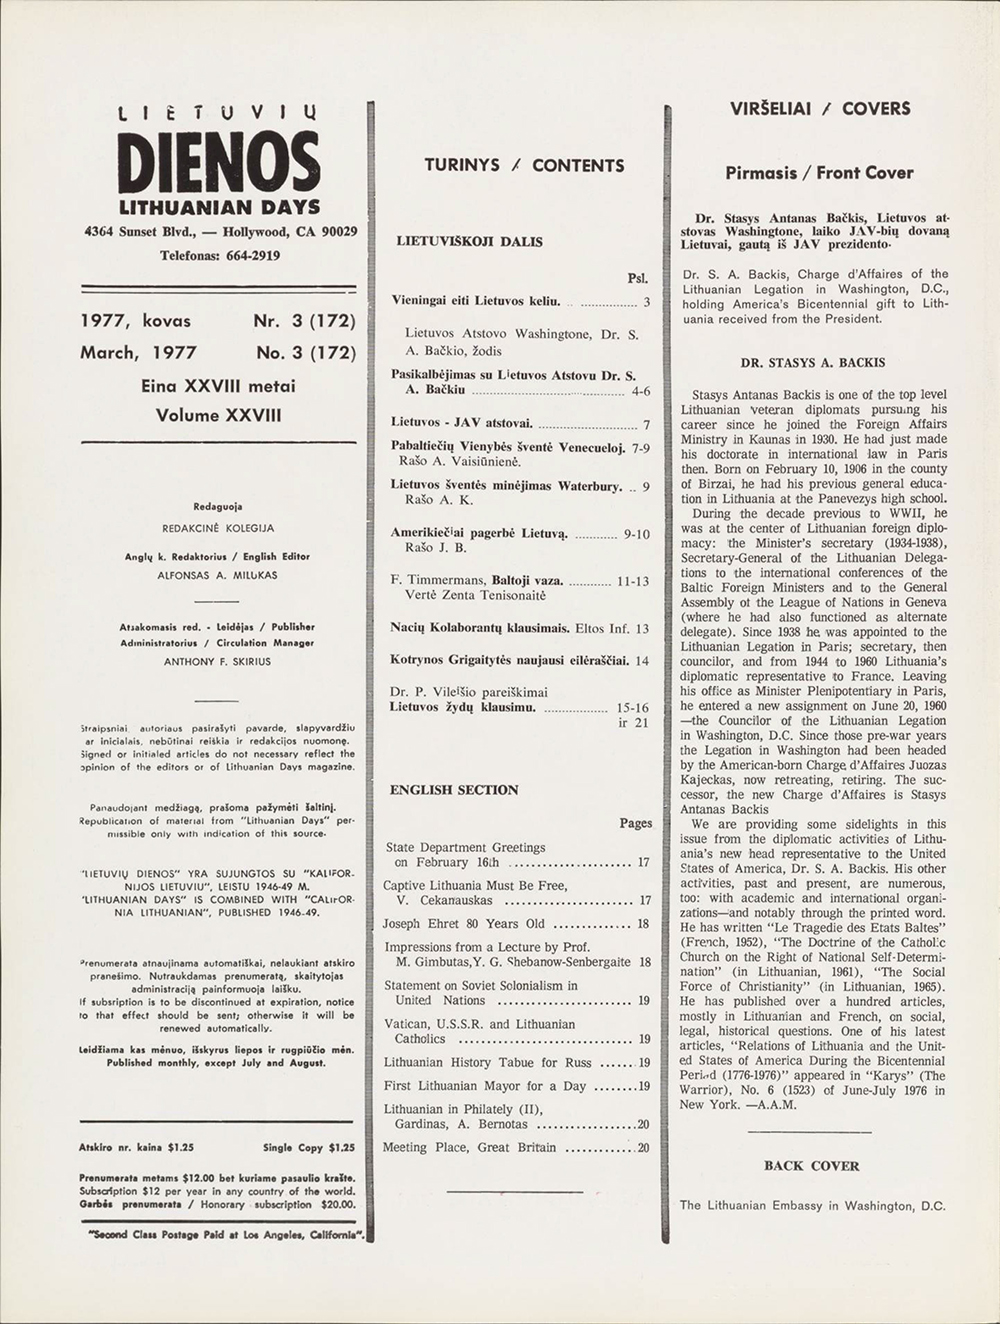 LIETUVIŲ
DIENOS
LITHUANIAN DAYS
4364 Sunset Blvd., — Hollywood, CA 90029
Telefonas: 664-2919
1977, kovas Nr. 3 (172)
March, 1977 No. 3 (172)
Eina XXVIII metai
Volume XXVIII
Redaguoja
REDAKCINĖ KOLEGIJA
Anglų k. Redaktorius / English Editor
ALFONSAS A. MILUKAS
Atsakomasis red. - Leidėjas / Publisher
Administratorius / Circulation Manager
ANTHONY F. SKIRIUS
Straipsniai autoriaus pasirašyti pavarde, slapyvardžiu
ar inicialais, nebūtinai reiškia ir redakcijos nuomonę.
Signed or initialed articles do not necessary reflect the
opinion of the editors or of Lithuanian Days magazine.
Panaudojant medžiagą, prašoma pažymėti šaltinį.
Republication of material from "Lithuanian Days" per-
missible only with indication of this source.
"LIETUVIŲ DIENOS" YRA SUJUNGTOS SU "KALIFOR-
NIJOS LIETUVIU", LEISTU 1946-49 M.
'LITHUANIAN DAYS" IS COMBINED WITH "CALIFOR-
NIA LITHUANIAN", PUBLISHED 1946-49.
Prenumerata atnaujinama automatiškai, nelaukiant atskiro
pranešimo. Nutraukdamas prenumeratą, skaitytojas
administraciją painformuoja laišku.
If subsription is to be discontinued at expiration, notice
to that effect should be sent; otherwise it will be
renewed automatically.
Leidžiama kas mėnuo, išskyrus liepos ir rugpiūčio mėn.
Published monthly, except July and August.
Atskiro nr. kaina $1.25 Single Copy $1.25
Prenumerata metams $12.00 bet kuriame pasaulio krašte.
Subscription $12 per year in any country of the world.
Garbės prenumerata / Honorary subscription $20.00.
"Second Class Postage Paid at Los Angeles, California".
TURINYS / CONTENTS
LIETUVIŠKOJI DALIS
Psl.
Vieningai eiti Lietuvos keliu. .. ................ 3
Lietuvos Atstovo Washingtone, Dr. S.
A. Bačkio, žodis
Pasikalbėjimas su Lietuvos Atstovu Dr. S.
A. Bačkiu ............................................ 4-6
Lietuvos - JAV atstovai. ............................ 7
Pabaltiečių Vienybės šventė Venecueloj. 7-9
Rašo A. Vaisiūnienė.
Lietuvos šventės minėjimas Waterbury. .. 9
Rašo A. K.
Amerikiečiai pagerbė Lietuvą. ............ 9-10
Rašo J. B.
F. Timmermans, Baltoji vaza. ............ 11-13
Vertė Zenta Tenisonaitė
Nacių Kolaborantų klausimais. Eltos Inf. 13
Kotrynos Grigaitytės naujausi eilėraščiai. 14
Dr. P. Vileišio pareiškimai
Lietuvos žydų klausimu. .................. 15-16
ir 21
ENGLISH SECTION
Pages
State Department Greetings
on February 16th ...................... 17
Captive Lithuania Must Be Free,
V. Cekanauskas ....................... 17
Joseph Ehret 80 Years Old .............. 18
Impressions from a Lecture by Prof.
M. Gimbutas,Y. G. Shebanow-Senbergaite 18
Statement on Soviet Solonialism in
United Nations ........................ 19
Vatican, U.S.S.R. and Lithuanian
Catholics ............................... 19
Lithuanian History Tabue for Russ ...... 19
First Lithuanian Mayor for a Day ........19
Lithuanian in Philately (II),
Gardinas, A. Bernotas ..................20
Meeting Place, Great Britain ............20
VIRŠELIAI / COVERS
Pirmasis / Front Cover
Dr. Stasys Antanas Bačkis, Lietuvos at-
stovas Washingtone, laiko JAV-bių dovaną
Lietuvai, gautą iš JAV prezidento.
Dr. S. A. Backis, Charge d'Affaires of the
Lithuanian Legation in Washington, D.C.,
holding America's Bicentennial gift to Lith-
uania received from the President.
DR. STASYS A. BACKIS
Stasys Antanas Backis is one of the top level
Lithuanian veteran diplomats pursuing his
career since he joined the Foreign Affairs
Ministry in Kaunas in 1930. He had just made
his doctorate in international law in Paris
then. Born on February 10, 1906 in the county
of Birzai, he had his previous general educa-
tion in Lithuania at the Panevezys high school.
During the decade previous to WWII, he
was at the center of Lithuanian foreign diplo-
macy: the Minister's secretary (1934-1938),
Secretary-General of the Lithuanian Delega-
tions to the international conferences of the
Baltic Foreign Ministers and to the General
Assembly ot the League of Nations in Geneva
(where he had also functioned as alternate
delegate). Since 1938 he was appointed to the
Lithuanian Legation in Paris; secretary, then
councilor, and from 1944 to 1960 Lithuania's
diplomatic representative to France. Leaving
his office as Minister Plenipotentiary in Paris,
he entered a new assignment on June 20, 1960
—the Councilor of the Lithuanian Legation
in Washington, D.C. Since those pre-war years
the Legation in Washington had been headed
by the American-born Charge d'Affaires Juozas
Kajeckas, now retreating, retiring. The suc-
cessor, the new Charge d'Affaires is Stasys
Antanas Backis
We are providing some sidelights in this
issue from the diplomatic activities of Lithu-
ania's new head representative to the United
States of America, Dr. S. A. Backis. His other
activities, past and present, are numerous,
too: with academic and international organi-
zations—and notably through the printed word.
He has written "Le Tragedie des Etats Baltes"
(French, 1952), "The Doctrine of the Catholic
Church on the Right of National Self-Determi-
nation" (in Lithuanian, 1961), "The Social
Force of Christianity" (in Lithuanian, 1965).
He has published over a hundred articles,
mostly in Lithuanian and French, on social,
legal, historical questions. One of his latest
articles, "Relations of Lithuania and the Unit-
ed States of America During the Bicentennial
Period (1776-1976)" appeared in "Karys" (The
Warrior), No. 6 (1523) of June-July 1976 in
New York. —A.A.M.
BACK COVER
The Lithuanian Embassy in Washington, D.C.